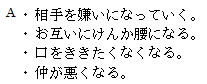 A ・相手を嫌いになっていく。
・お互いにけんか腰になる。
・口をききたくなくなる。
・仲が悪くなる。